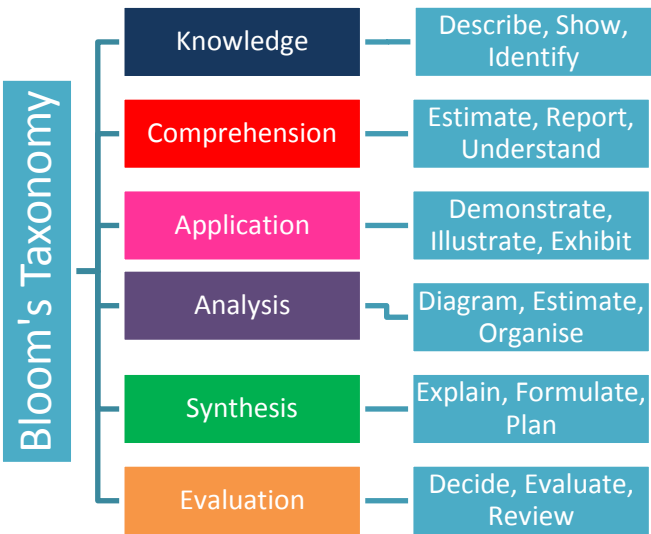 Bloom's Taxonomy
Knowledge
Describe, Show,
Identify
Comprehension
Estimate, Report,
Understand
Application
Demonstrate,
Illustrate, Exhibit
Analysis
Diagram, Estimate,
Organise
Synthesis
Explain, Formulate,
Plan
Evaluation
Decide, Evaluate,
Review